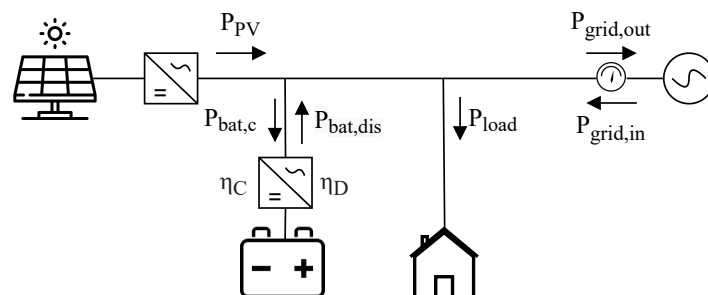 P_PV
P_grid,out
P_bat,c
P_bat,dis
P_load
P_grid,in
η_C
η_D